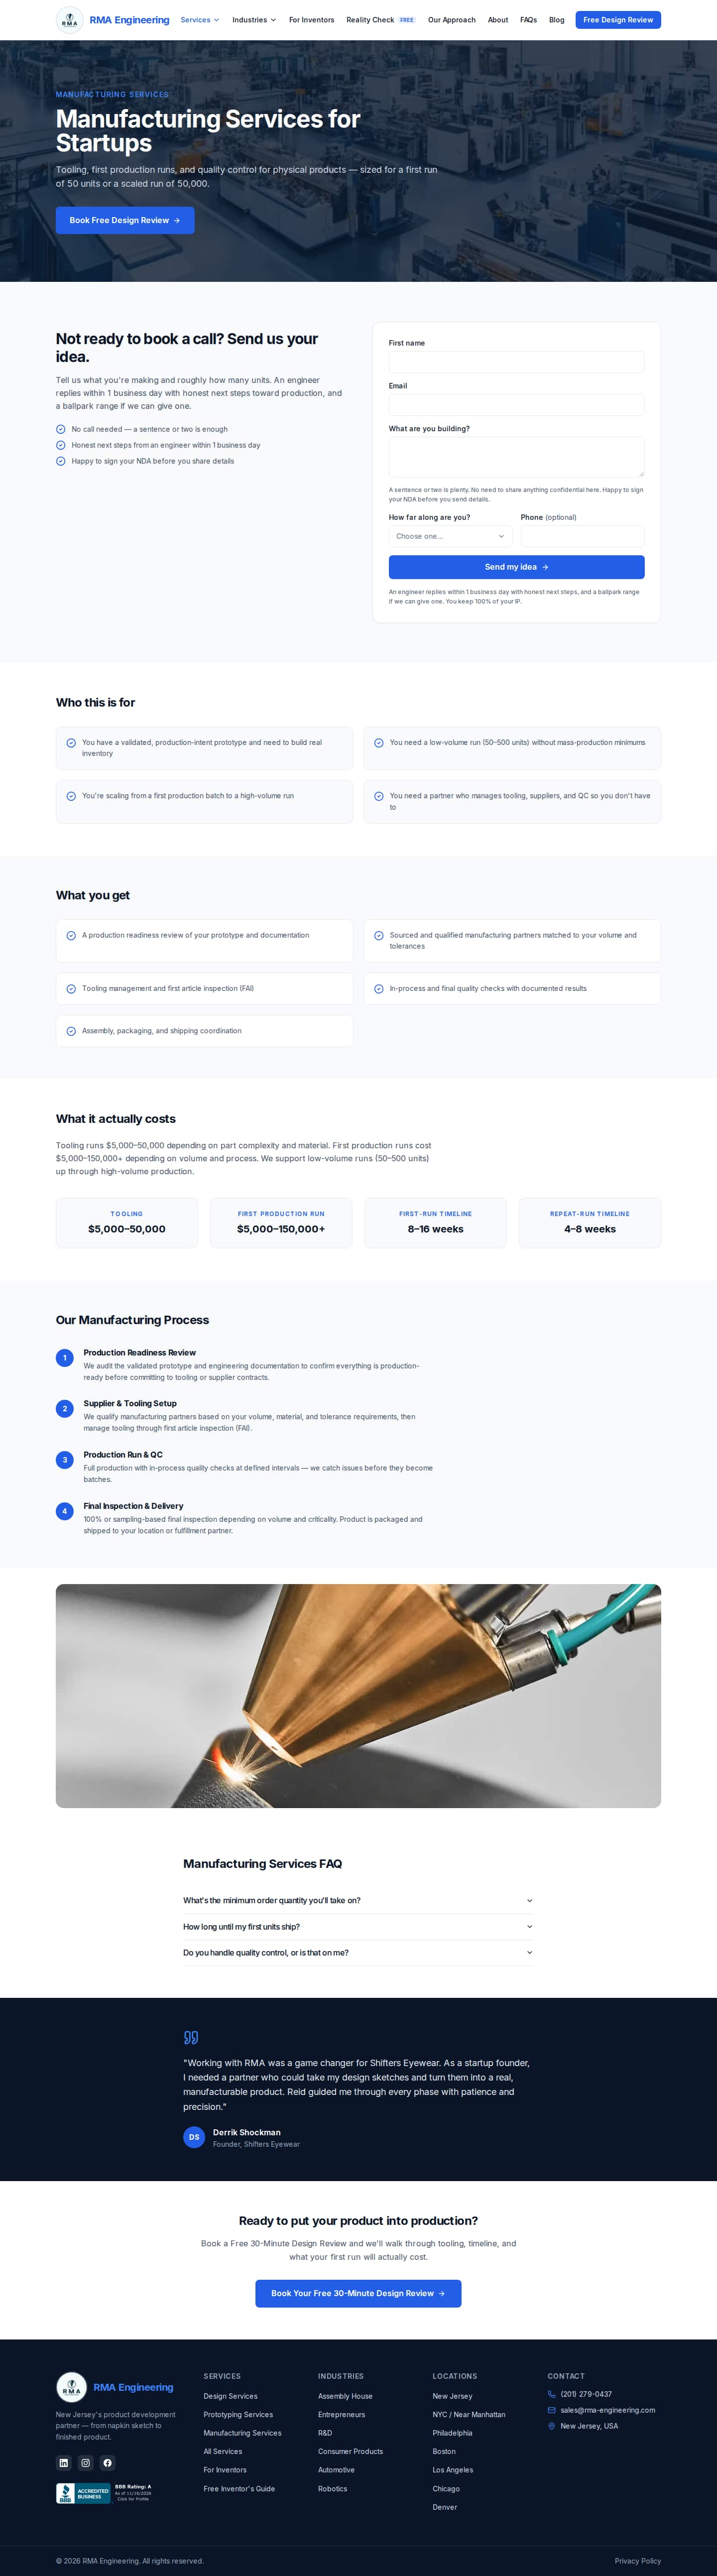 RMA
RMA Engineering
Services
Industries
For Inventors
Reality Check FREE
Our Approach
About
FAQs
Blog
Free Design Review
MANUFACTURING SERVICES
Manufacturing Services for
Startups
Tooling, first production runs, and quality control for physical products — sized for a first run
of 50 units or a scaled run of 50,000.
Book Free Design Review
Not ready to book a call? Send us your
idea.
Tell us what you're making and roughly how many units. An engineer
replies within 1 business day with honest next steps toward production, and
a ballpark range if we can give one.
No call needed — a sentence or two is enough
Honest next steps from an engineer within 1 business day
Happy to sign your NDA before you share details
First name
Email
What are you building?
A sentence or two is plenty. No need to share anything confidential here. Happy to sign
your NDA before you send details.
How far along are you?
Phone (optional)
Choose one...
Send my idea
An engineer replies within 1 business day with honest next steps, and a ballpark range
if we can give one. You keep 100% of your IP.
Who this is for
You have a validated, production-intent prototype and need to build real
inventory
You need a low-volume run (50–500 units) without mass-production minimums
You're scaling from a first production batch to a high-volume run
You need a partner who manages tooling, suppliers, and QC so you don't have
to
What you get
A production readiness review of your prototype and documentation
Sourced and qualified manufacturing partners matched to your volume and
tolerances
Tooling management and first article inspection (FAI)
In-process and final quality checks with documented results
Assembly, packaging, and shipping coordination
What it actually costs
Tooling runs $5,000–50,000 depending on part complexity and material. First production runs cost
$5,000–150,000+ depending on volume and process. We support low-volume runs (50–500 units)
up through high-volume production.
TOOLING
$5,000–50,000
FIRST PRODUCTION RUN
$5,000–150,000+
FIRST-RUN TIMELINE
8–16 weeks
REPEAT-RUN TIMELINE
4–8 weeks
Our Manufacturing Process
1
Production Readiness Review
We audit the validated prototype and engineering documentation to confirm everything is production-
ready before committing to tooling or supplier contracts.
2
Supplier & Tooling Setup
We qualify manufacturing partners based on your volume, material, and tolerance requirements, then
manage tooling through first article inspection (FAI).
3
Production Run & QC
Full production with in-process quality checks at defined intervals — we catch issues before they become
batches.
4
Final Inspection & Delivery
100% or sampling-based final inspection depending on volume and criticality. Product is packaged and
shipped to your location or fulfillment partner.
Manufacturing Services FAQ
What's the minimum order quantity you'll take on?
How long until my first units ship?
Do you handle quality control, or is that on me?
"Working with RMA was a game changer for Shifters Eyewear. As a startup founder,
I needed a partner who could take my design sketches and turn them into a real,
manufacturable product. Reid guided me through every phase with patience and
precision."
DS
Derrik Shockman
Founder, Shifters Eyewear
Ready to put your product into production?
Book a Free 30-Minute Design Review and we'll walk through tooling, timeline, and
what your first run will actually cost.
Book Your Free 30-Minute Design Review
RMA
RMA Engineering
New Jersey's product development
partner — from napkin sketch to
finished product.
BBB
ACCREDITED
BUSINESS
BBB Rating: A
As of 11/16/2026
Click for Profile
SERVICES
Design Services
Prototyping Services
Manufacturing Services
All Services
For Inventors
Free Inventor's Guide
INDUSTRIES
Assembly House
Entrepreneurs
R&D
Consumer Products
Automotive
Robotics
LOCATIONS
New Jersey
NYC / Near Manhattan
Philadelphia
Boston
Los Angeles
Chicago
Denver
CONTACT
(201) 279-0437
sales@rma-engineering.com
New Jersey, USA
© 2026 RMA Engineering. All rights reserved.
Privacy Policy